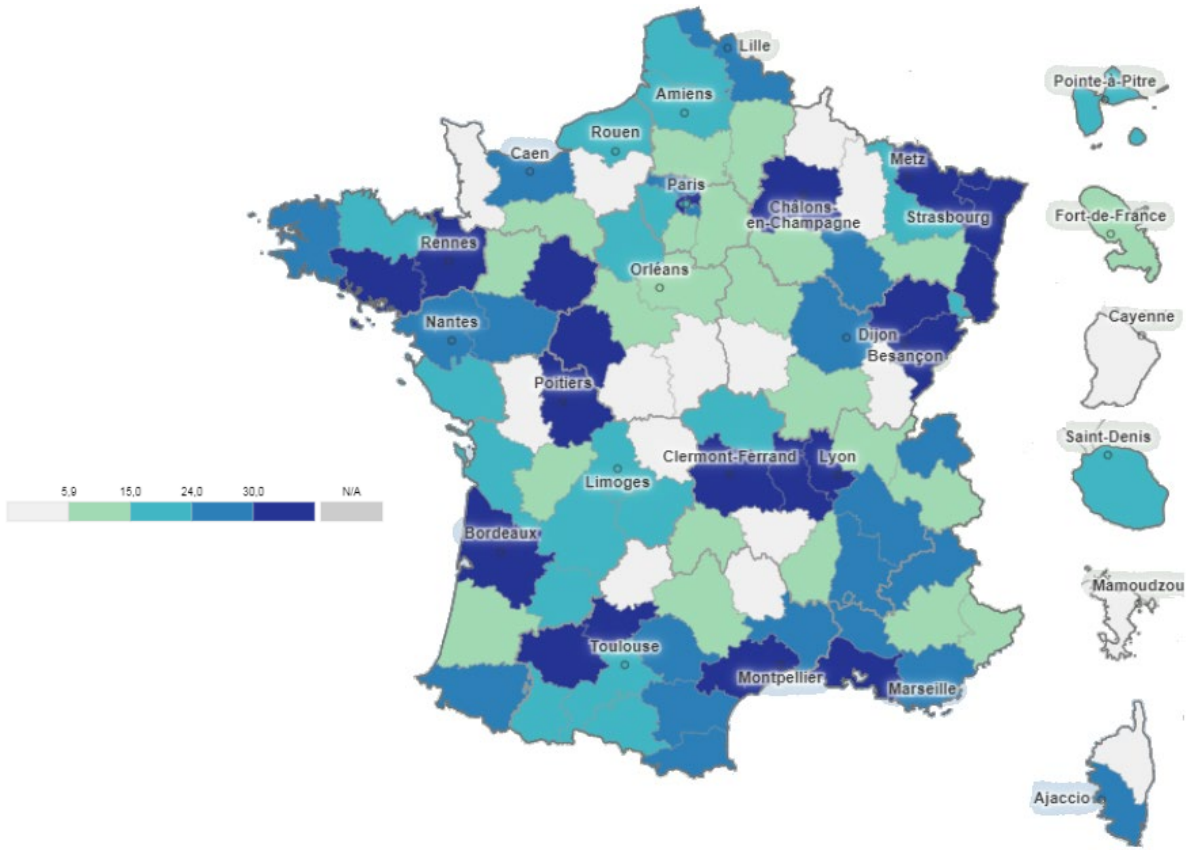 Lille
Pointe-à-Pitre
Amiens
Rouen
Caen
Metz
Paris
Châlons-
en-Champagne
Strasbourg
Fort-de-France
Rennes
Orléans
Cayenne
Nantes
Dijon
Besançon
Poitiers
Saint-Denis
Clermont-Ferrand
Lyon
Limoges
5,9 15,0 24,0 30,0 N/A
Bordeaux
Mamoudzou
Toulouse
Montpellier
Marseille
Ajaccio